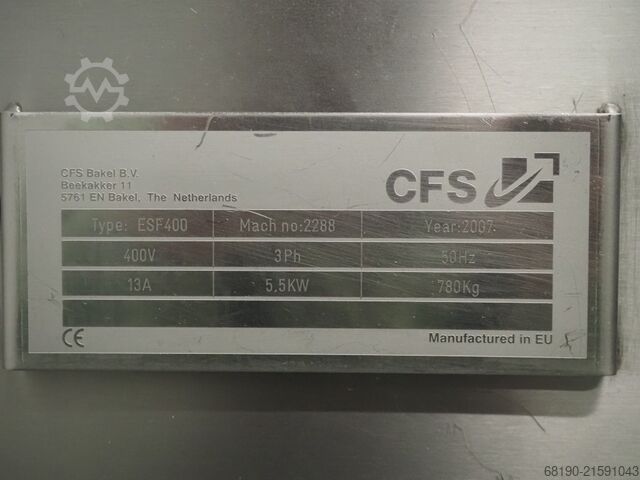 CFS Bakel B.V.
Beekakker 11
5761 EN Bakel, The Netherlands
CFS
Type: ESF400 Mach no:2288 Year:2007
400V 3Ph 50Hz
13A 5.5KW 780Kg
CE Manufactured in EU
68190-21591043